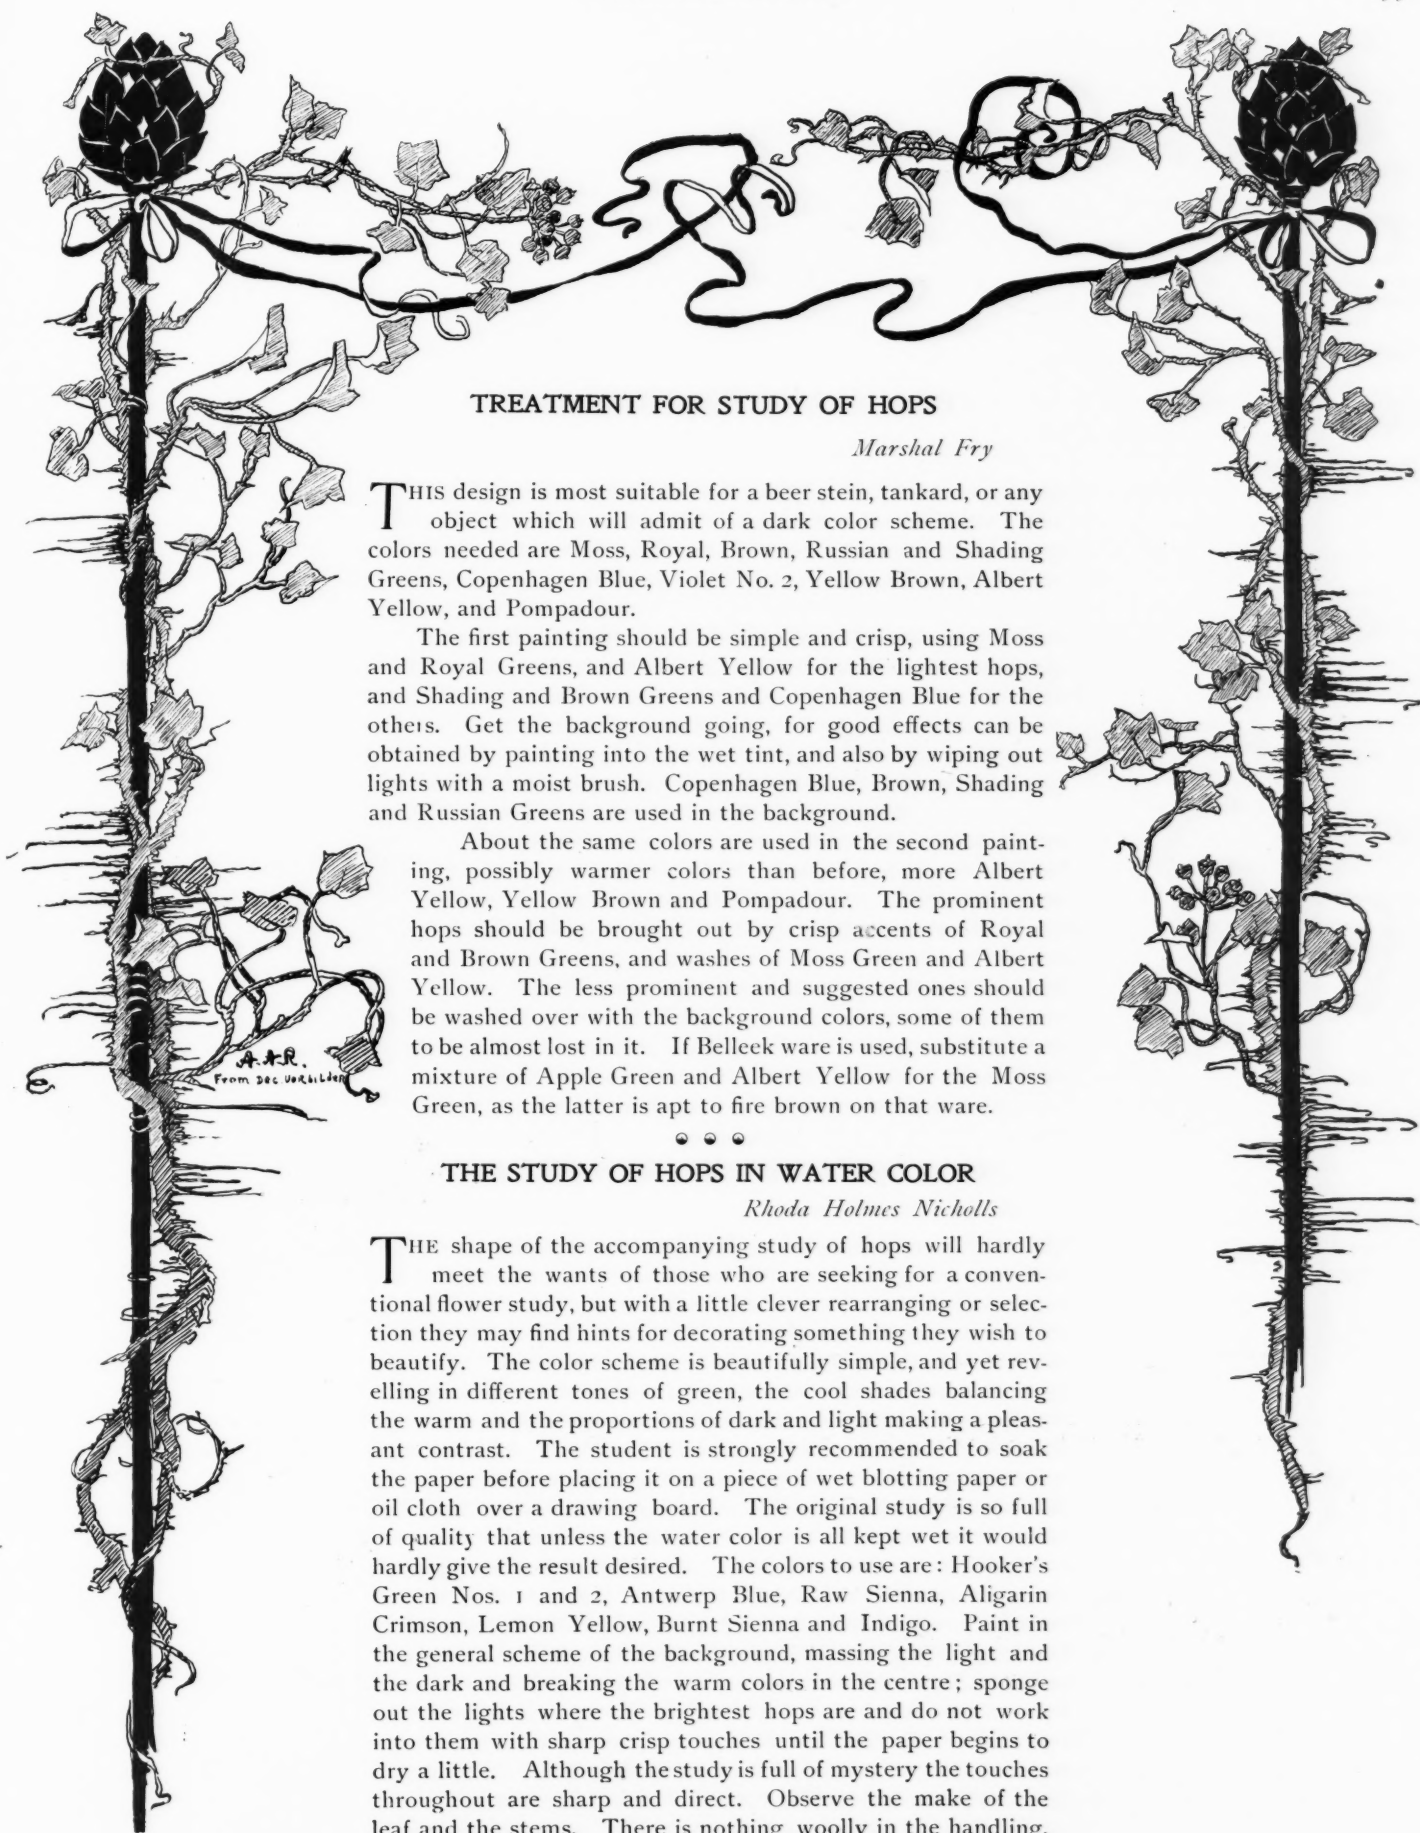 TREATMENT FOR STUDY OF HOPS
Marshal Fry
THIS design is most suitable for a beer stein, tankard, or any
object which will admit of a dark color scheme. The
colors needed are Moss, Royal, Brown, Russian and Shading
Greens, Copenhagen Blue, Violet No. 2, Yellow Brown, Albert
Yellow, and Pompadour.
The first painting should be simple and crisp, using Moss
and Royal Greens, and Albert Yellow for the lightest hops,
and Shading and Brown Greens and Copenhagen Blue for the
others. Get the background going, for good effects can be
obtained by painting into the wet tint, and also by wiping out
lights with a moist brush. Copenhagen Blue, Brown, Shading
and Russian Greens are used in the background.
About the same colors are used in the second paint-
ing, possibly warmer colors than before, more Albert
Yellow, Yellow Brown and Pompadour. The prominent
hops should be brought out by crisp accents of Royal
and Brown Greens, and washes of Moss Green and Albert
Yellow. The less prominent and suggested ones should
be washed over with the background colors, some of them
to be almost lost in it. If Belleek ware is used, substitute a
mixture of Apple Green and Albert Yellow for the Moss
Green, as the latter is apt to fire brown on that ware.
A.A.R.
From Dec Vorbilder
THE STUDY OF HOPS IN WATER COLOR
Rhoda Holmes Nicholls
THE shape of the accompanying study of hops will hardly
meet the wants of those who are seeking for a conven-
tional flower study, but with a little clever rearranging or selec-
tion they may find hints for decorating something they wish to
beautify. The color scheme is beautifully simple, and yet rev-
elling in different tones of green, the cool shades balancing
the warm and the proportions of dark and light making a pleas-
ant contrast. The student is strongly recommended to soak
the paper before placing it on a piece of wet blotting paper or
oil cloth over a drawing board. The original study is so full
of quality that unless the water color is all kept wet it would
hardly give the result desired. The colors to use are: Hooker's
Green Nos. 1 and 2, Antwerp Blue, Raw Sienna, Aligarin
Crimson, Lemon Yellow, Burnt Sienna and Indigo. Paint in
the general scheme of the background, massing the light and
the dark and breaking the warm colors in the centre; sponge
out the lights where the brightest hops are and do not work
into them with sharp crisp touches until the paper begins to
dry a little. Although the study is full of mystery the touches
throughout are sharp and direct. Observe the make of the
leaf and the stems. There is nothing woolly in the handling,